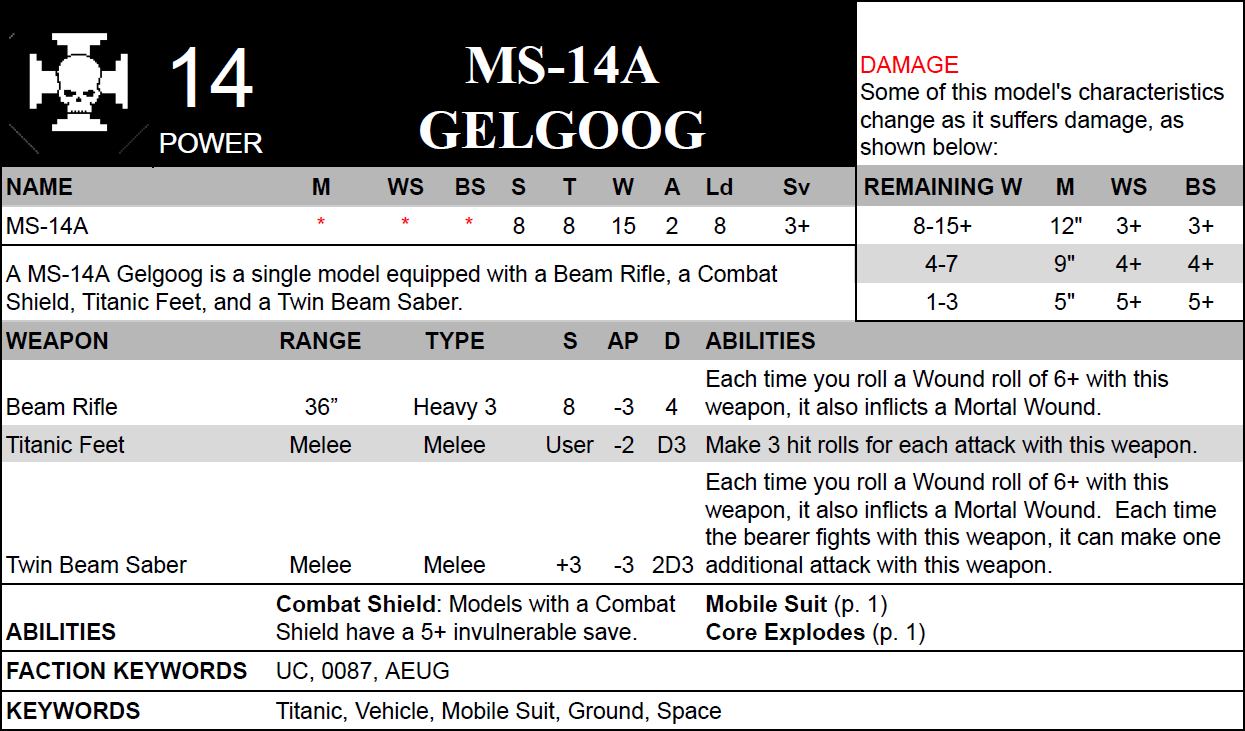 14
POWER
MS-14A
GELGOOG
DAMAGE
Some of this model's characteristics
change as it suffers damage, as
shown below:
NAME M WS BS S T W A Ld Sv
MS-14A * * * 8 8 15 2 8 3+
REMAINING W M WS BS
8-15+ 12" 3+ 3+
4-7 9" 4+ 4+
1-3 5" 5+ 5+
A MS-14A Gelgoog is a single model equipped with a Beam Rifle, a Combat
Shield, Titanic Feet, and a Twin Beam Saber.
WEAPON RANGE TYPE S AP D ABILITIES
Each time you roll a Wound roll of 6+ with this
Beam Rifle 36” Heavy 3 8 -3 4 weapon, it also inflicts a Mortal Wound.
Titanic Feet Melee Melee User -2 D3 Make 3 hit rolls for each attack with this weapon.
Each time you roll a Wound roll of 6+ with this
weapon, it also inflicts a Mortal Wound. Each time
the bearer fights with this weapon, it can make one
Twin Beam Saber Melee Melee +3 -3 2D3 additional attack with this weapon.
ABILITIES
Combat Shield: Models with a Combat
Shield have a 5+ invulnerable save.
Mobile Suit (p. 1)
Core Explodes (p. 1)
FACTION KEYWORDS UC, 0087, AEUG
KEYWORDS Titanic, Vehicle, Mobile Suit, Ground, Space